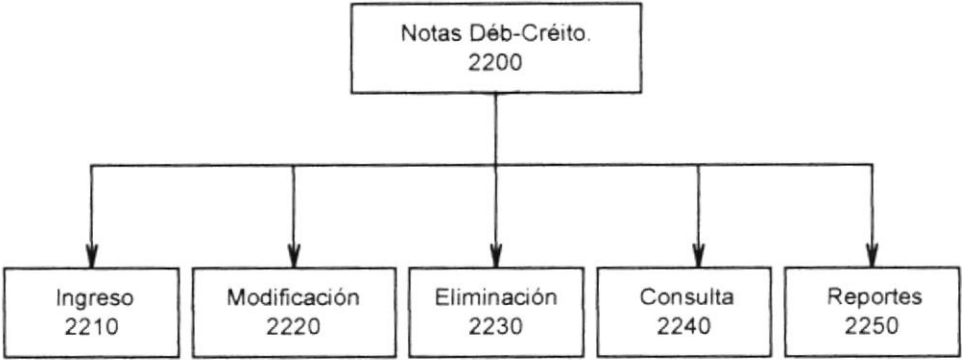 Notas Déb-Créito.
2200
Ingreso
2210
Modificación
2220
Eliminación
2230
Consulta
2240
Reportes
2250